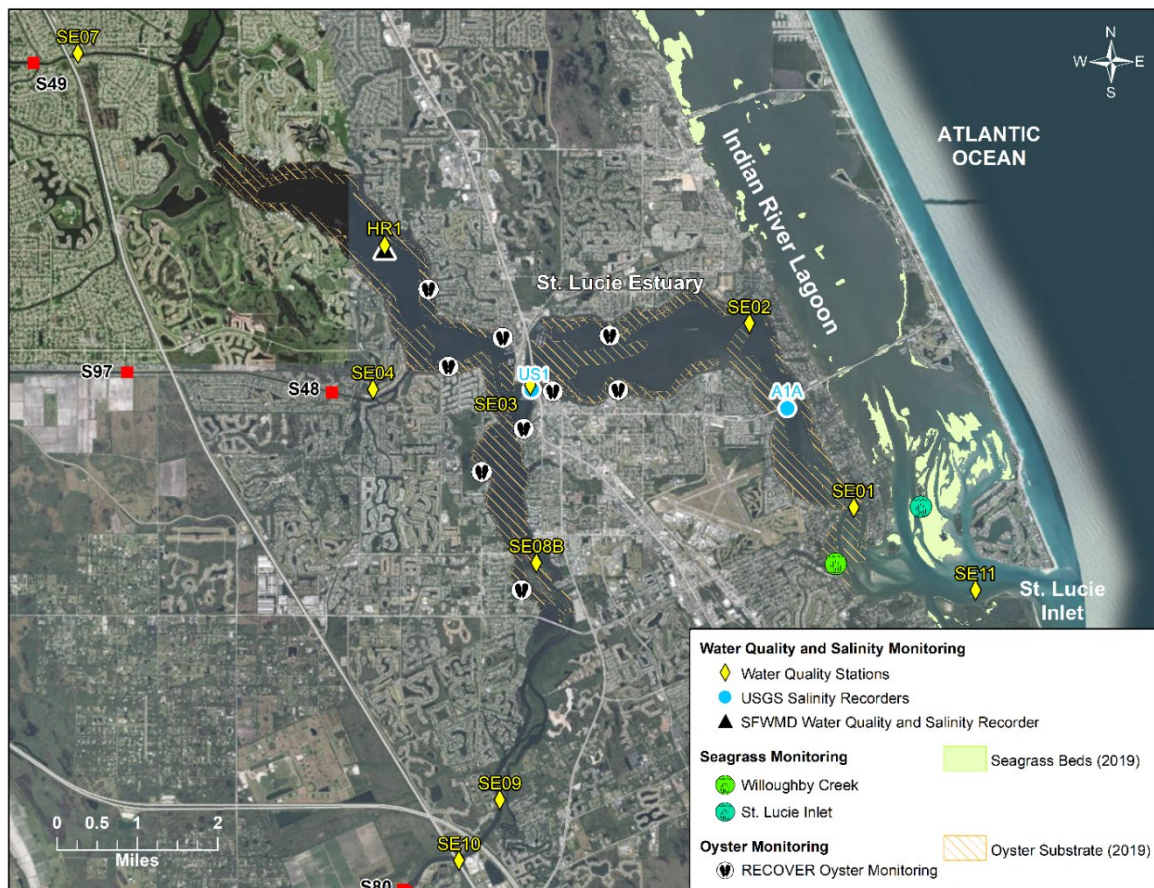 SE07
S49
N
W E
S
ATLANTIC
OCEAN
Indian River Lagoon
HR1
St. Lucie Estuary
SE02
S97
S48
SE04
US1
SE03
A1A
SE01
SE08B
SE11
St. Lucie
Inlet
SE09
SE10
S80
0 0.5 1 2
Miles
Water Quality and Salinity Monitoring
Water Quality Stations
USGS Salinity Recorders
SFWMD Water Quality and Salinity Recorder
Seagrass Monitoring
Willoughby Creek
St. Lucie Inlet
Seagrass Beds (2019)
Oyster Monitoring
RECOVER Oyster Monitoring
Oyster Substrate (2019)